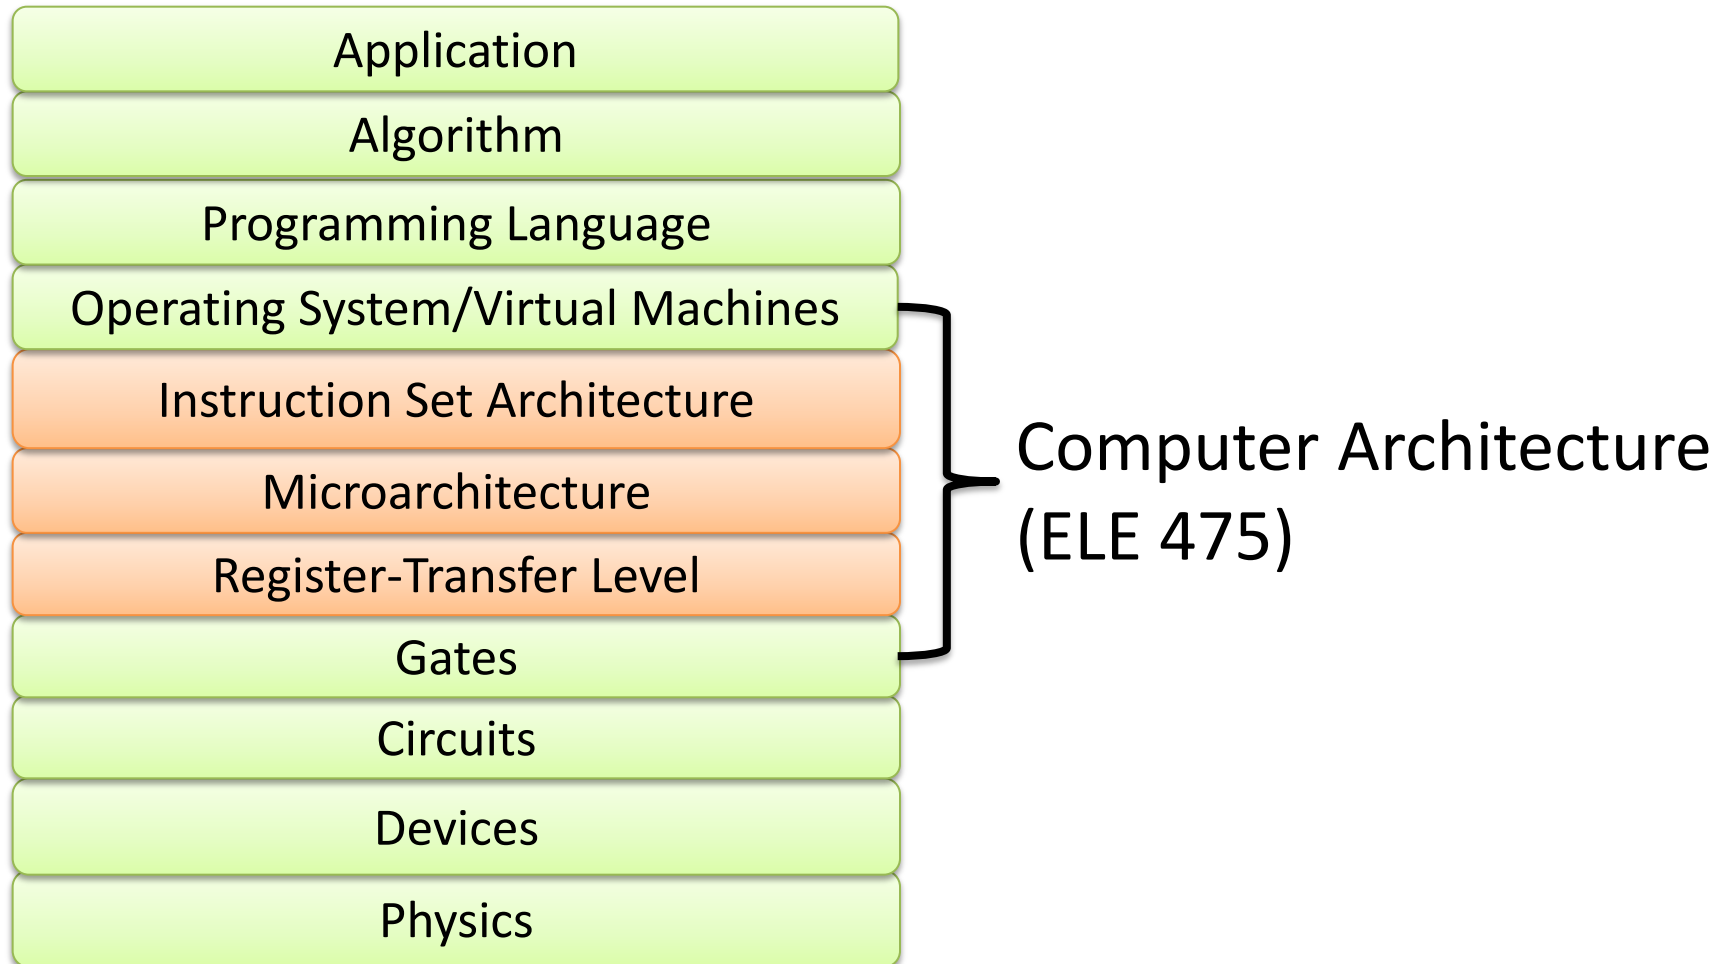 Application
Algorithm
Programming Language
Operating System/Virtual Machines
Instruction Set Architecture
Microarchitecture
Register-Transfer Level
Gates
Circuits
Devices
Physics
Computer Architecture
(ELE 475)